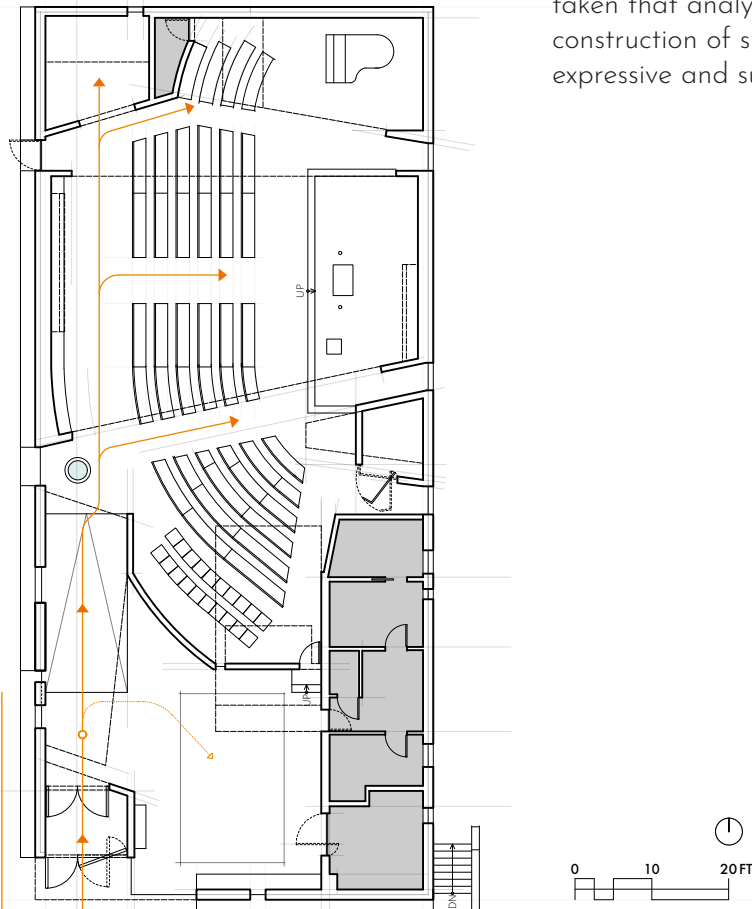 taken that analy
construction of s
expressive and su
UP
UP
DN
0 10 20 FT